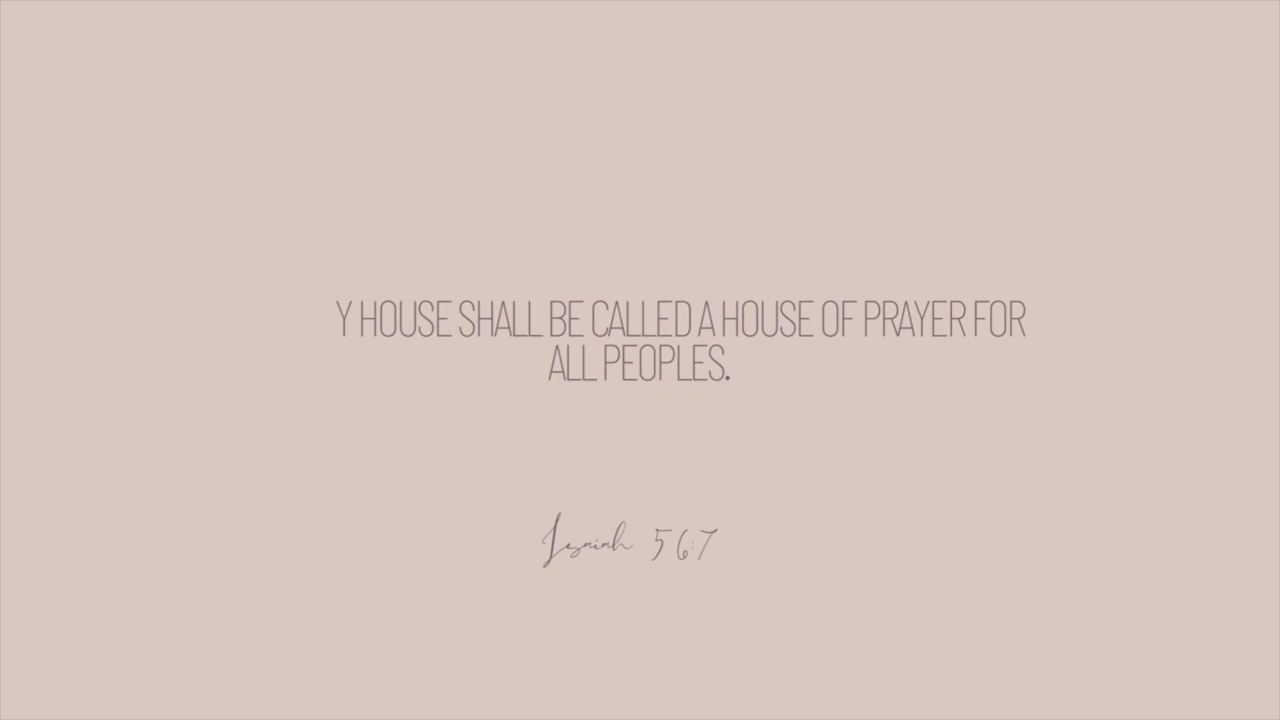 Y HOUSE SHALL BE CALLED A HOUSE OF PRAYER FOR
ALL PEOPLES.
Isaiah 56:7